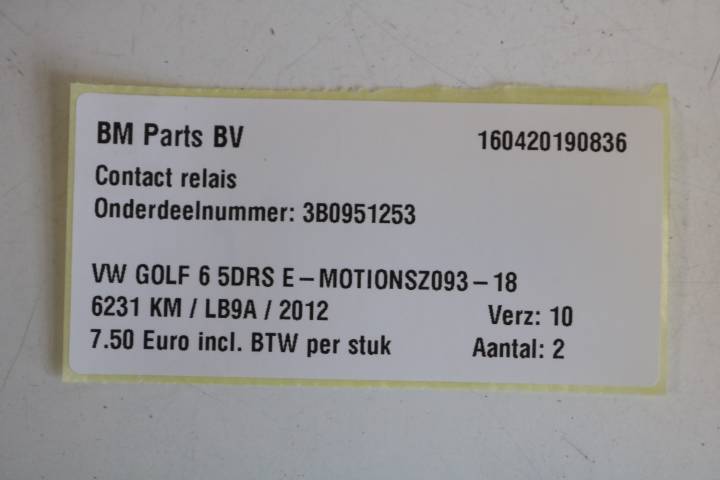 BM Parts BV 160420190836
Contact relais
Onderdeelnummer: 3B0951253
VW GOLF 6 5DRS E-MOTIONSZ093-18
6231 KM / LB9A / 2012 Verz: 10
7.50 Euro incl. BTW per stuk Aantal: 2